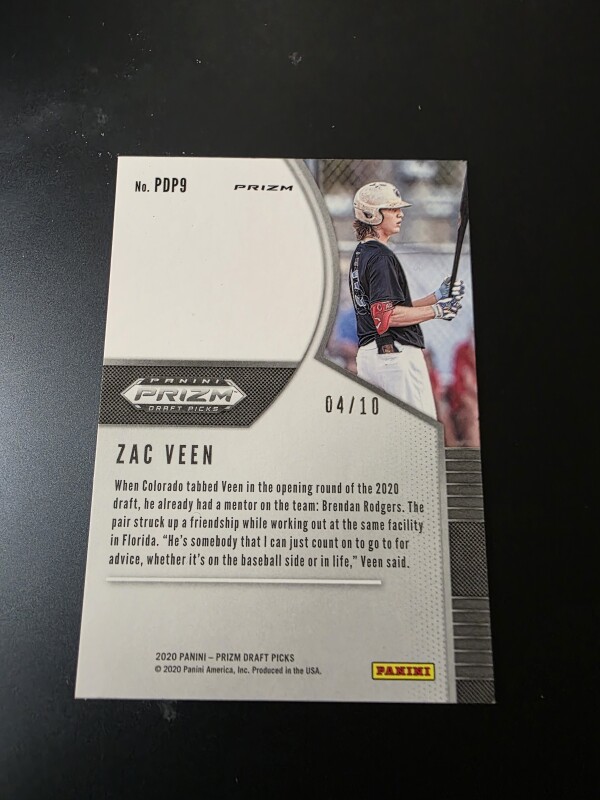 No. PDP9
PRIZM
PANINI
PRIZM
DRAFT PICKS
04/10
ZAC VEEN
When Colorado tabbed Veen in the opening round of the 2020
draft, he already had a mentor on the team: Brendan Rodgers. The
pair struck up a friendship while working out at the same facility
in Florida. “He’s somebody that I can just count on to go to for
advice, whether it’s on the baseball side or in life,” Veen said.
2020 PANINI – PRIZM DRAFT PICKS
© 2020 Panini America, Inc. Produced in the USA.
PANINI